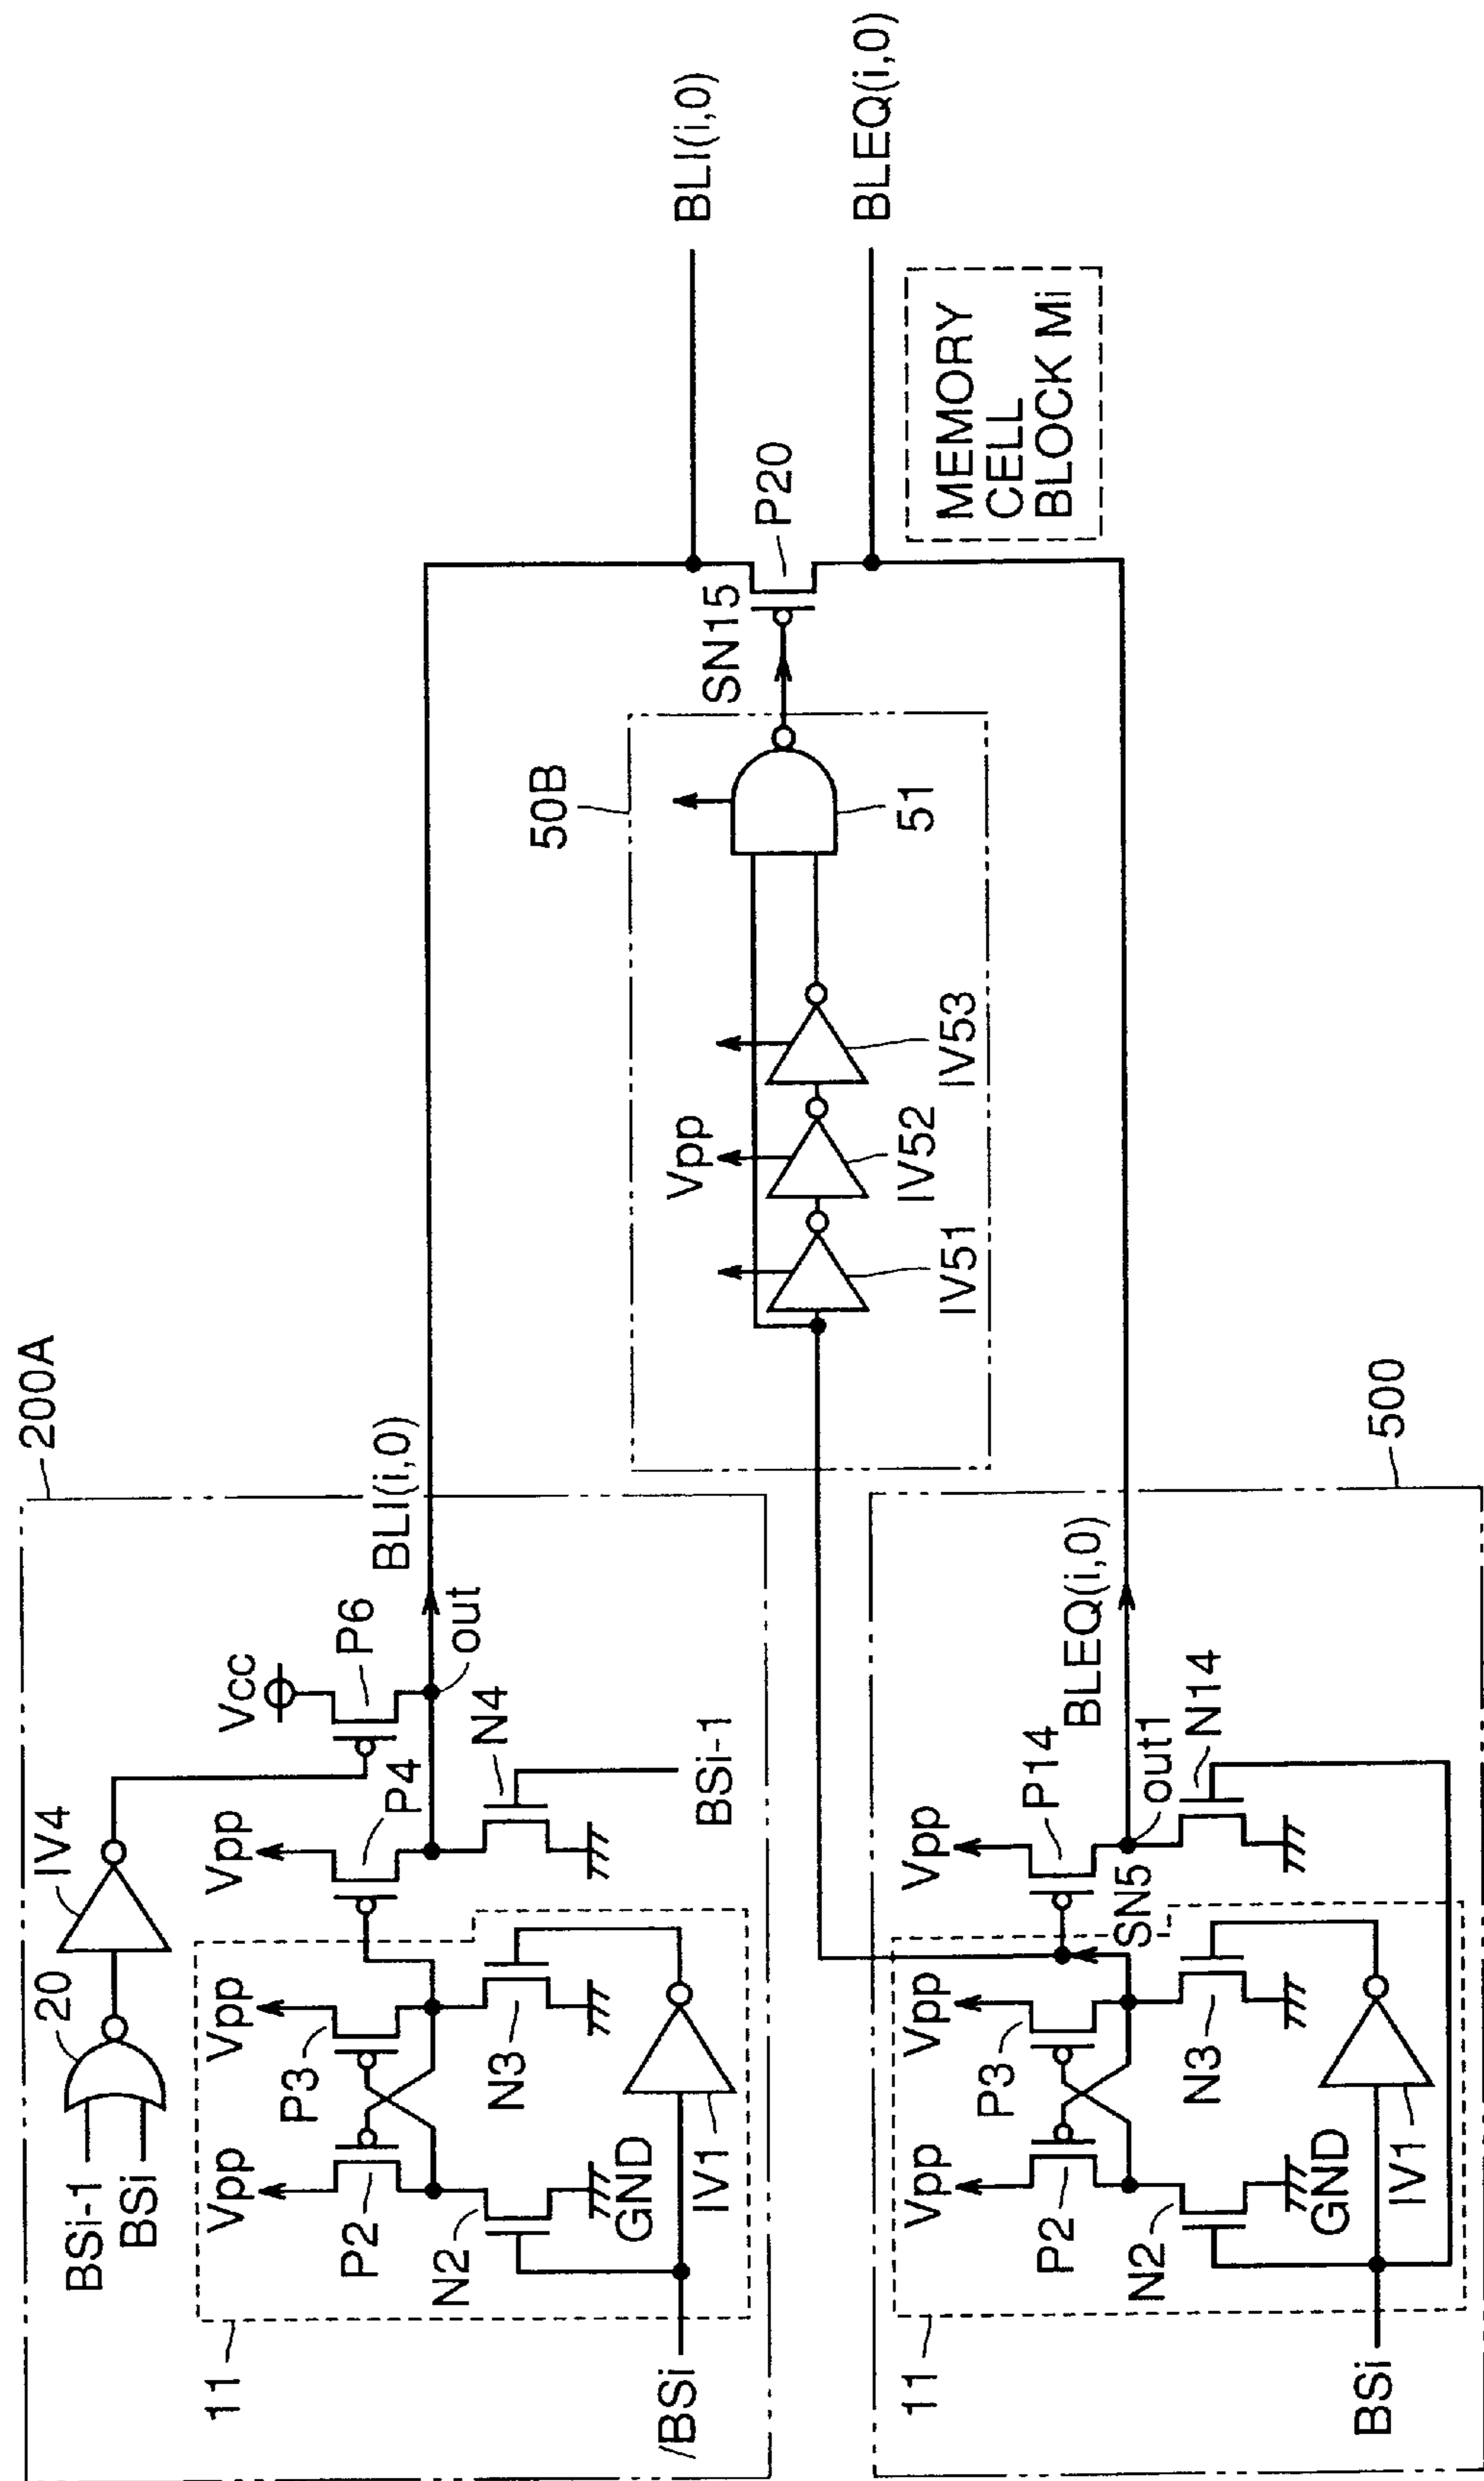 200A
BSi-1
BSi
20
IV4
Vcc
P6
BLI(i,0)
Vpp
Vpp
Vpp
P2
P3
P4
out
N2
N3
N4
GND
BSi-1
IV1
11
/BSi
BLI(i,0)
50B
Vpp
SN15
P20
51
IV51
IV52
IV53
BLEQ(i,0)
MEMORY
CELL
BLOCK Mi
Vpp
Vpp
Vpp
P2
P3
P14
BLEQ(i,0)
SN5
out1
N2
N3
N14
GND
IV1
11
BSi
500